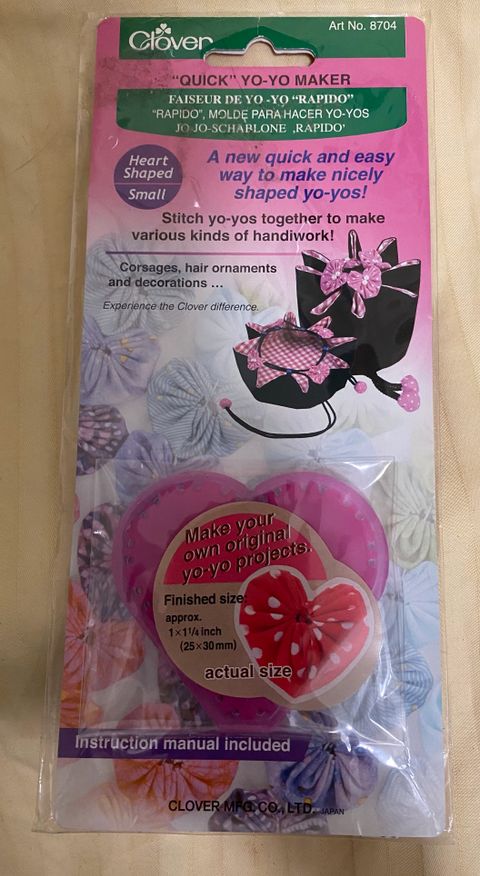 Art No. 8704
Clover
"QUICK" YO-YO MAKER
FAISEUR DE YO -YO "RAPIDO"
"RAPIDO", MOLDE PARA HACER YO-YOS
JO-JO-SCHABLONE ‚RAPIDO'
Heart
Shaped
Small
A new quick and easy
way to make nicely
shaped yo-yos!
Stitch yo-yos together to make
various kinds of handiwork!
Corsages, hair ornaments
and decorations ...
Experience the Clover difference.
Make your
own original
yo-yo projects.
Finished size:
approx.
1×1 1/4 inch
(25×30 mm)
actual size
Instruction manual included
CLOVER MFG. CO., LTD. JAPAN